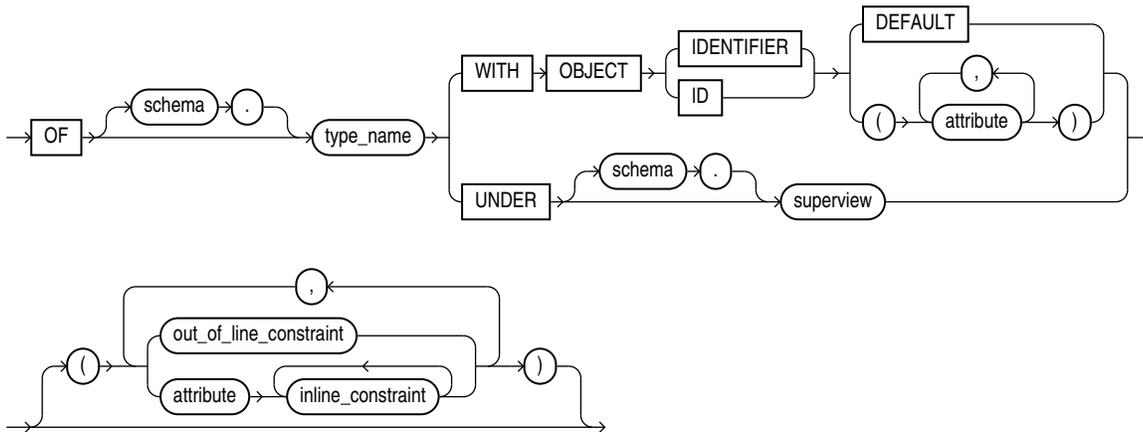 DEFAULT
IDENTIFIER
WITH OBJECT ,
ID
schema . ( attribute )
OF type_name
schema .
UNDER superview
,
out_of_line_constraint
( )
attribute inline_constraint